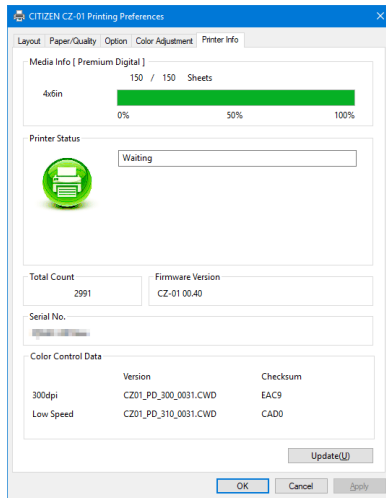 CITIZEN CZ-01 Printing Preferences
Layout Paper/Quality Option Color Adjustment Printer Info
Media Info [ Premium Digital ]
150 / 150 Sheets
4x6in
0% 50% 100%
Printer Status
Waiting
Total Count Firmware Version
2991 CZ-01 00.40
Serial No.
Color Control Data
Version Checksum
300dpi CZ01_PD_300_0031.CWD EAC9
Low Speed CZ01_PD_310_0031.CWD CAD0
Update(U)
OK Cancel Apply